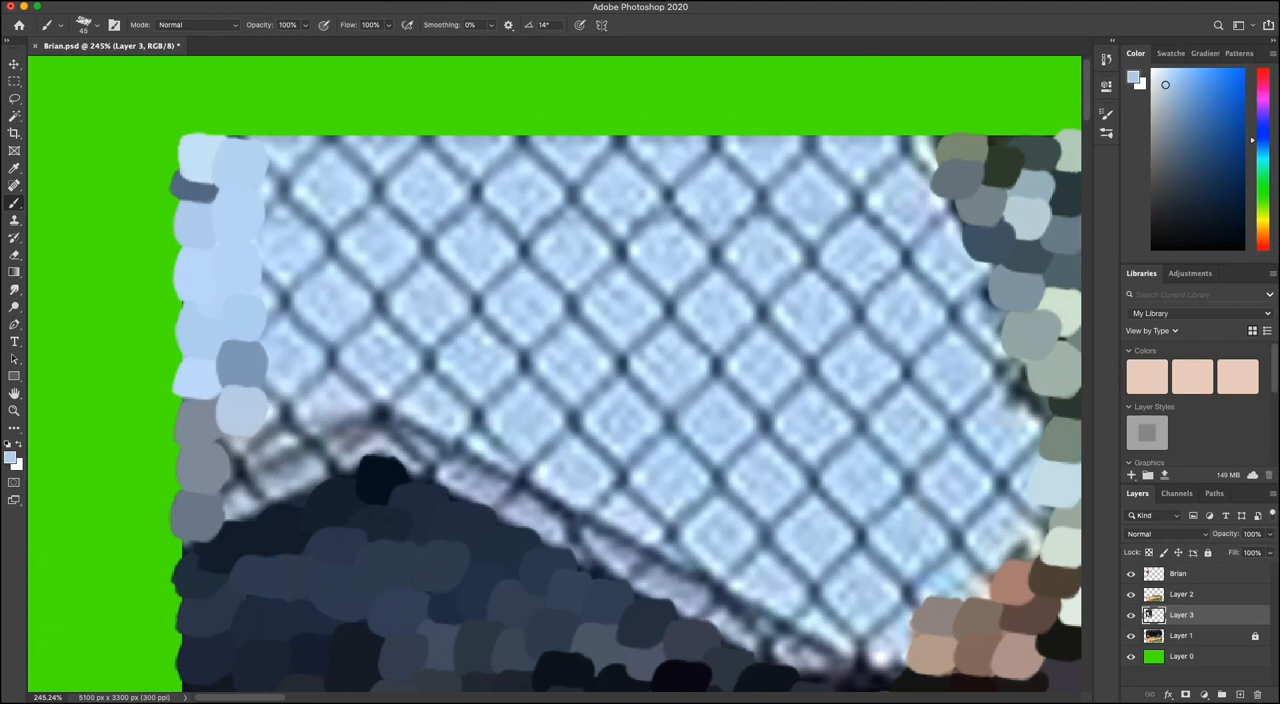 Adobe Photoshop 2020
45
Mode: Normal
Opacity: 100%
Flow: 100%
Smoothing: 0%
14°
Brian.psd @ 245% (Layer 3, RGB/8) *
Color
Swatche
Gradien
Patterns
Libraries
Adjustments
Search Current Library
My Library
View by Type
Colors
Layer Styles
Graphics
149 MB
Layers
Channels
Paths
Kind
Normal
Opacity: 100%
Lock:
Fill: 100%
Brian
Layer 2
Layer 3
Layer 1
Layer 0
245.24%
5100 px x 3300 px (300 ppi)